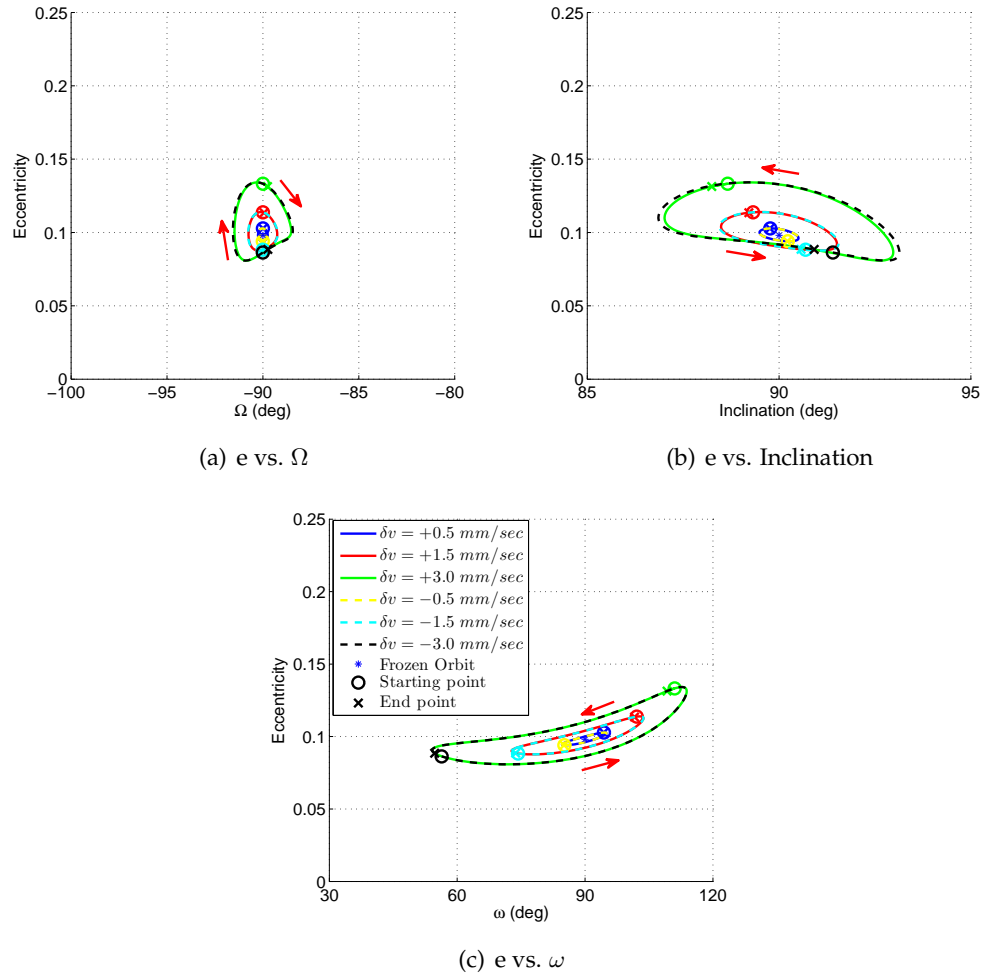 0.25
0.2
0.15
0.1
0.05
0
Eccentricity
−100
−95
−90
−85
−80
Ω (deg)
(a) e vs. Ω
0.25
0.2
0.15
0.1
0.05
0
Eccentricity
85
90
95
Inclination (deg)
(b) e vs. Inclination
0.25
0.2
0.15
0.1
0.05
0
Eccentricity
δv = +0.5 mm/sec
δv = +1.5 mm/sec
δv = +3.0 mm/sec
δv = −0.5 mm/sec
δv = −1.5 mm/sec
δv = −3.0 mm/sec
Frozen Orbit
Starting point
End point
30
60
90
120
ω (deg)
(c) e vs. ω